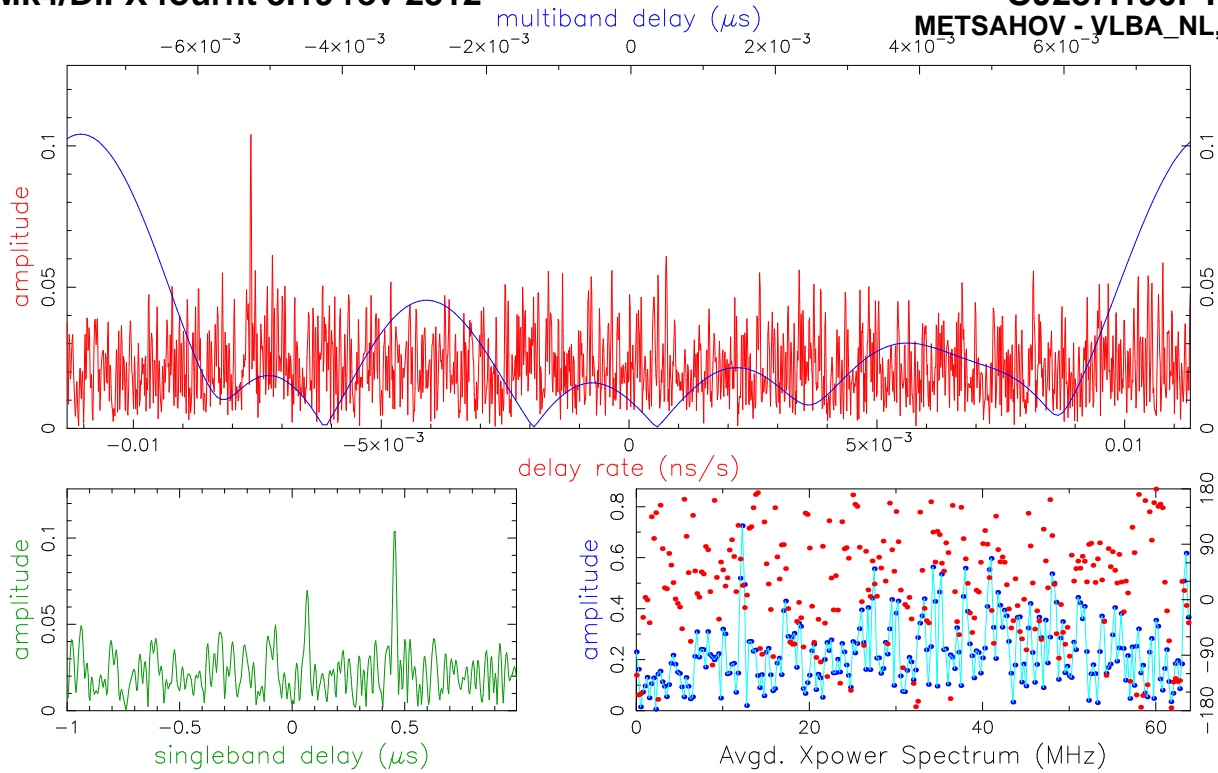 multiband delay (μs)
METSAHOV - VLBA_NL,
−6×10⁻³ −4×10⁻³ −2×10⁻³ 0 2×10⁻³ 4×10⁻³ 6×10⁻³
amplitude
0 0.05 0.1
0 0.05 0.1
−0.01 −5×10⁻³ 0 5×10⁻³ 0.01
delay rate (ns/s)
amplitude
0 0.05 0.1
−1 −0.5 0 0.5
singleband delay (μs)
amplitude
0 0.2 0.4 0.6 0.8
−180 −90 0 90 180
0 20 40 60
Avgd. Xpower Spectrum (MHz)